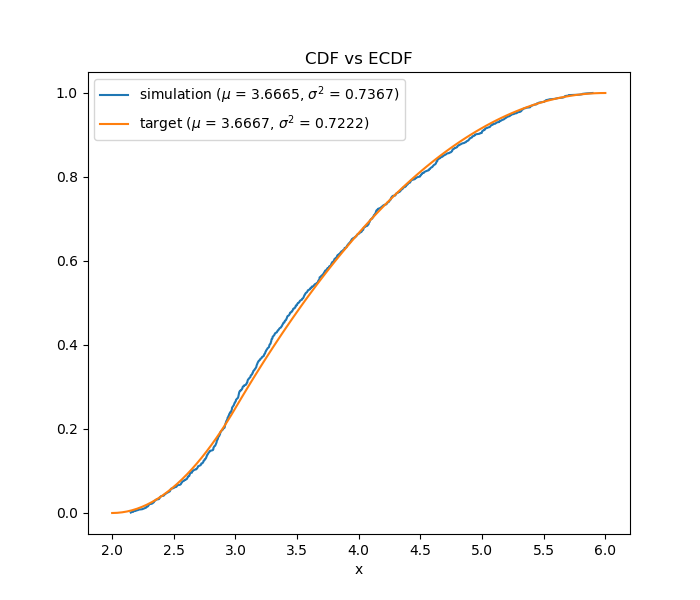 CDF vs ECDF
simulation (μ = 3.6665, σ² = 0.7367)
target (μ = 3.6667, σ² = 0.7222)
1.0
0.8
0.6
0.4
0.2
0.0
2.0 2.5 3.0 3.5 4.0 4.5 5.0 5.5 6.0
x